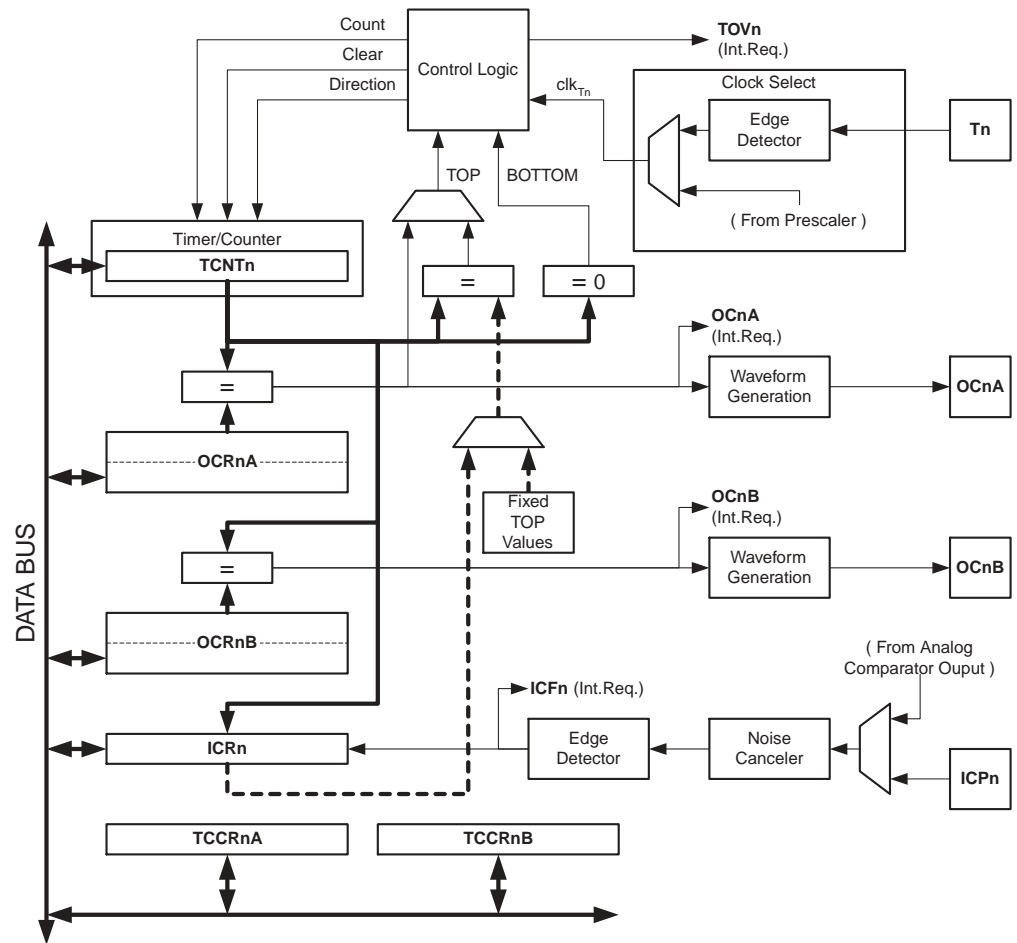 Count
Clear
Direction
Control Logic
TOVn
(Int.Req.)
clkTn
Clock Select
Edge
Detector
Tn
( From Prescaler )
TOP
BOTTOM
Timer/Counter
TCNTn
=
= 0
OCnA
(Int.Req.)
=
Waveform
Generation
OCnA
OCRnA
Fixed
TOP
Values
OCnB
(Int.Req.)
=
Waveform
Generation
OCnB
OCRnB
DATA BUS
( From Analog
Comparator Ouput )
ICFn (Int.Req.)
ICRn
Edge
Detector
Noise
Canceler
ICPn
TCCRnA
TCCRnB